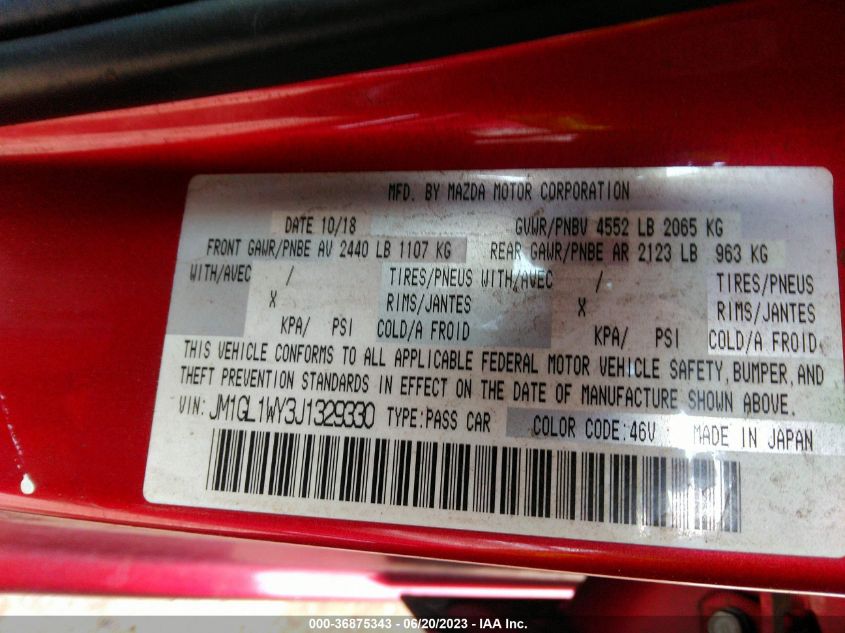 MFD. BY MAZDA MOTOR CORPORATION
DATE 10/18 GVWR/PNBV 4552 LB 2065 KG
FRONT GAWR/PNBE AV 2440 LB 1107 KG REAR GAWR/PNBE AR 2123 LB 963 KG
WITH/AVEC / TIRES/PNEUS WITH/AVEC / TIRES/PNEUS
X RIMS/JANTES X RIMS/JANTES
KPA/ PSI COLD/A FROID KPA/ PSI COLD/A FROID
THIS VEHICLE CONFORMS TO ALL APPLICABLE FEDERAL MOTOR VEHICLE SAFETY, BUMPER, AND
THEFT PREVENTION STANDARDS IN EFFECT ON THE DATE OF MANUFACTURE SHOWN ABOVE.
VIN: JM1GL1WY3J1329330 TYPE: PASS CAR COLOR CODE: 46V MADE IN JAPAN
000-36875343 - 06/20/2023 - IAA Inc.